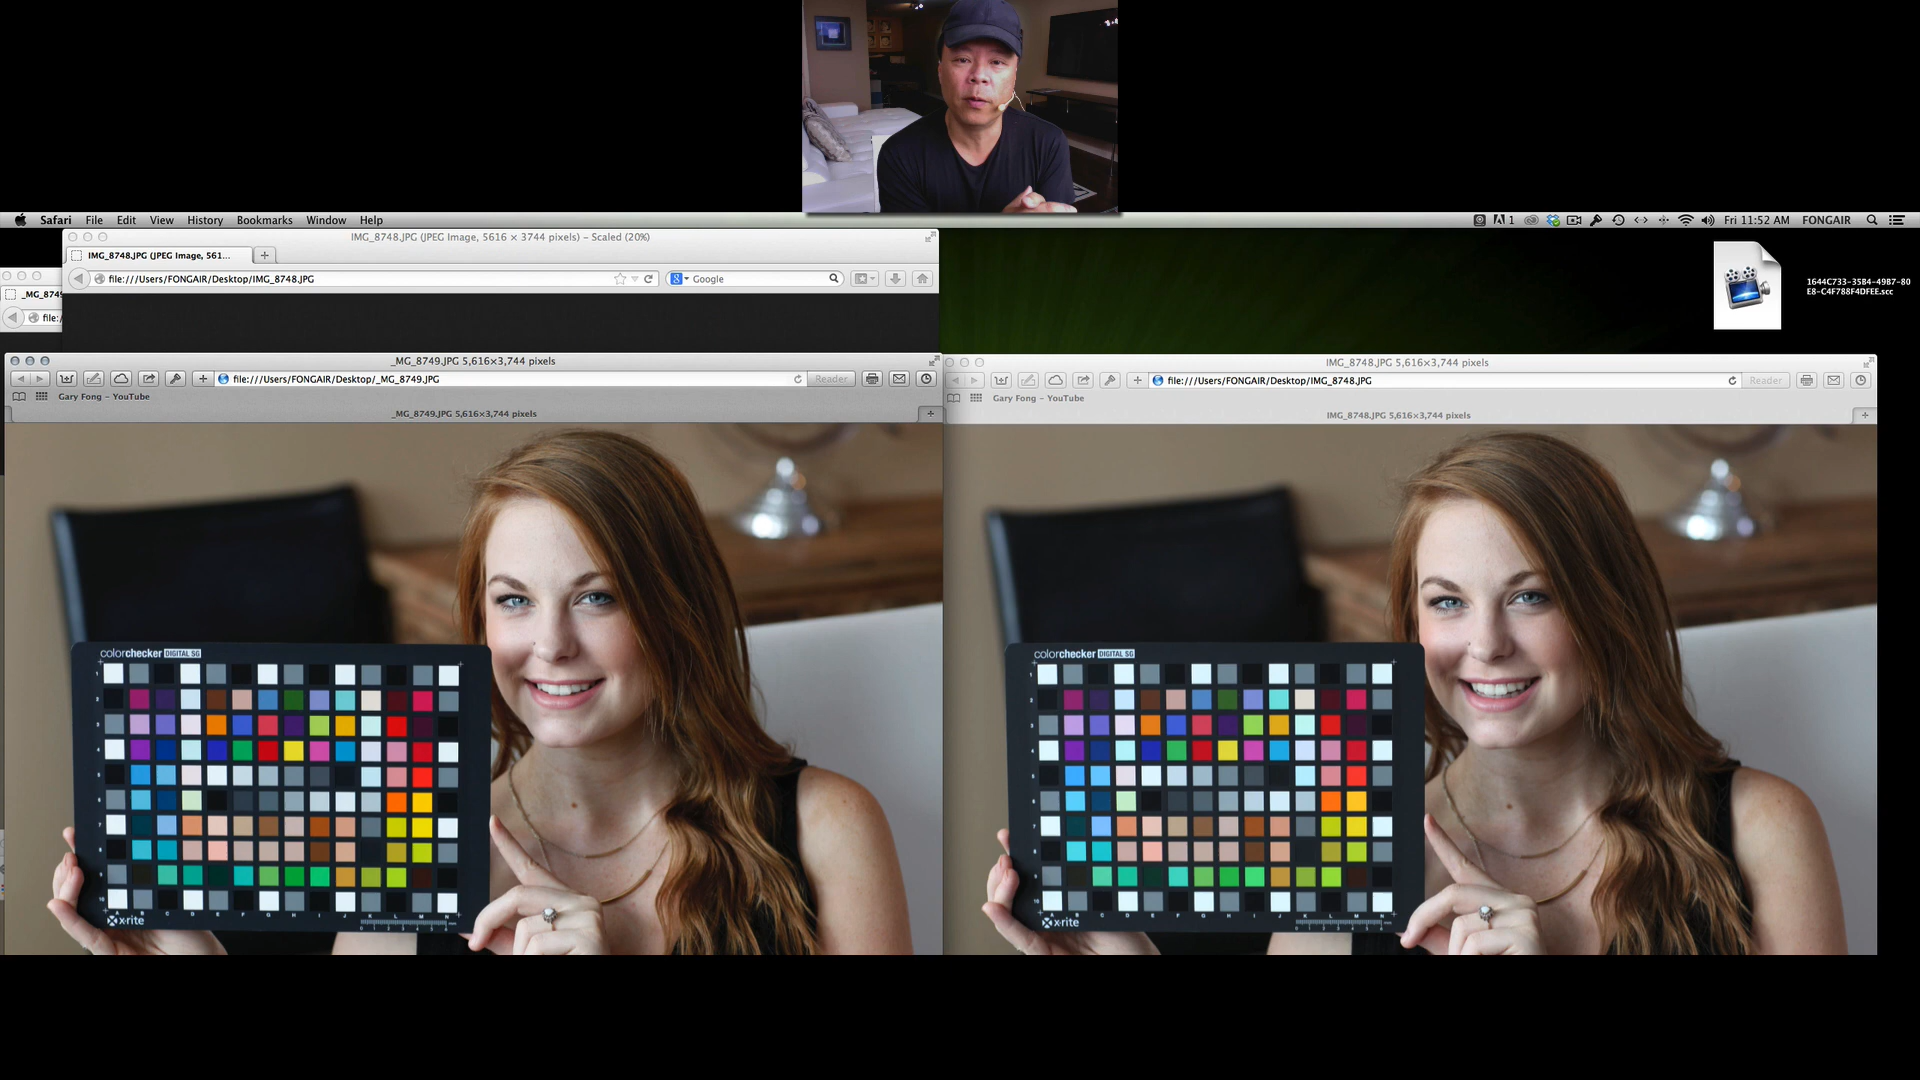 Safari File Edit View History Bookmarks Window Help
1 Fri 11:52 AM FONGAIR
IMG_8748.JPG (JPEG Image, 5616 × 3744 pixels) – Scaled (20%)
IMG_8748.JPG (JPEG Image, 561...
file:///Users/FONGAIR/Desktop/IMG_8748.JPG
Google
_MG_8749
file:/
1644C733-35B4-49B7-80
E8-C4F788F4DFEE.scc
_MG_8749.JPG 5,616×3,744 pixels
file:///Users/FONGAIR/Desktop/_MG_8749.JPG
Reader
Gary Fong – YouTube
_MG_8749.JPG 5,616×3,744 pixels
IMG_8748.JPG 5,616×3,744 pixels
file:///Users/FONGAIR/Desktop/IMG_8748.JPG
Reader
Gary Fong – YouTube
IMG_8748.JPG 5,616×3,744 pixels
colorchecker DIGITAL SG
x-rite
colorchecker DIGITAL SG
x-rite